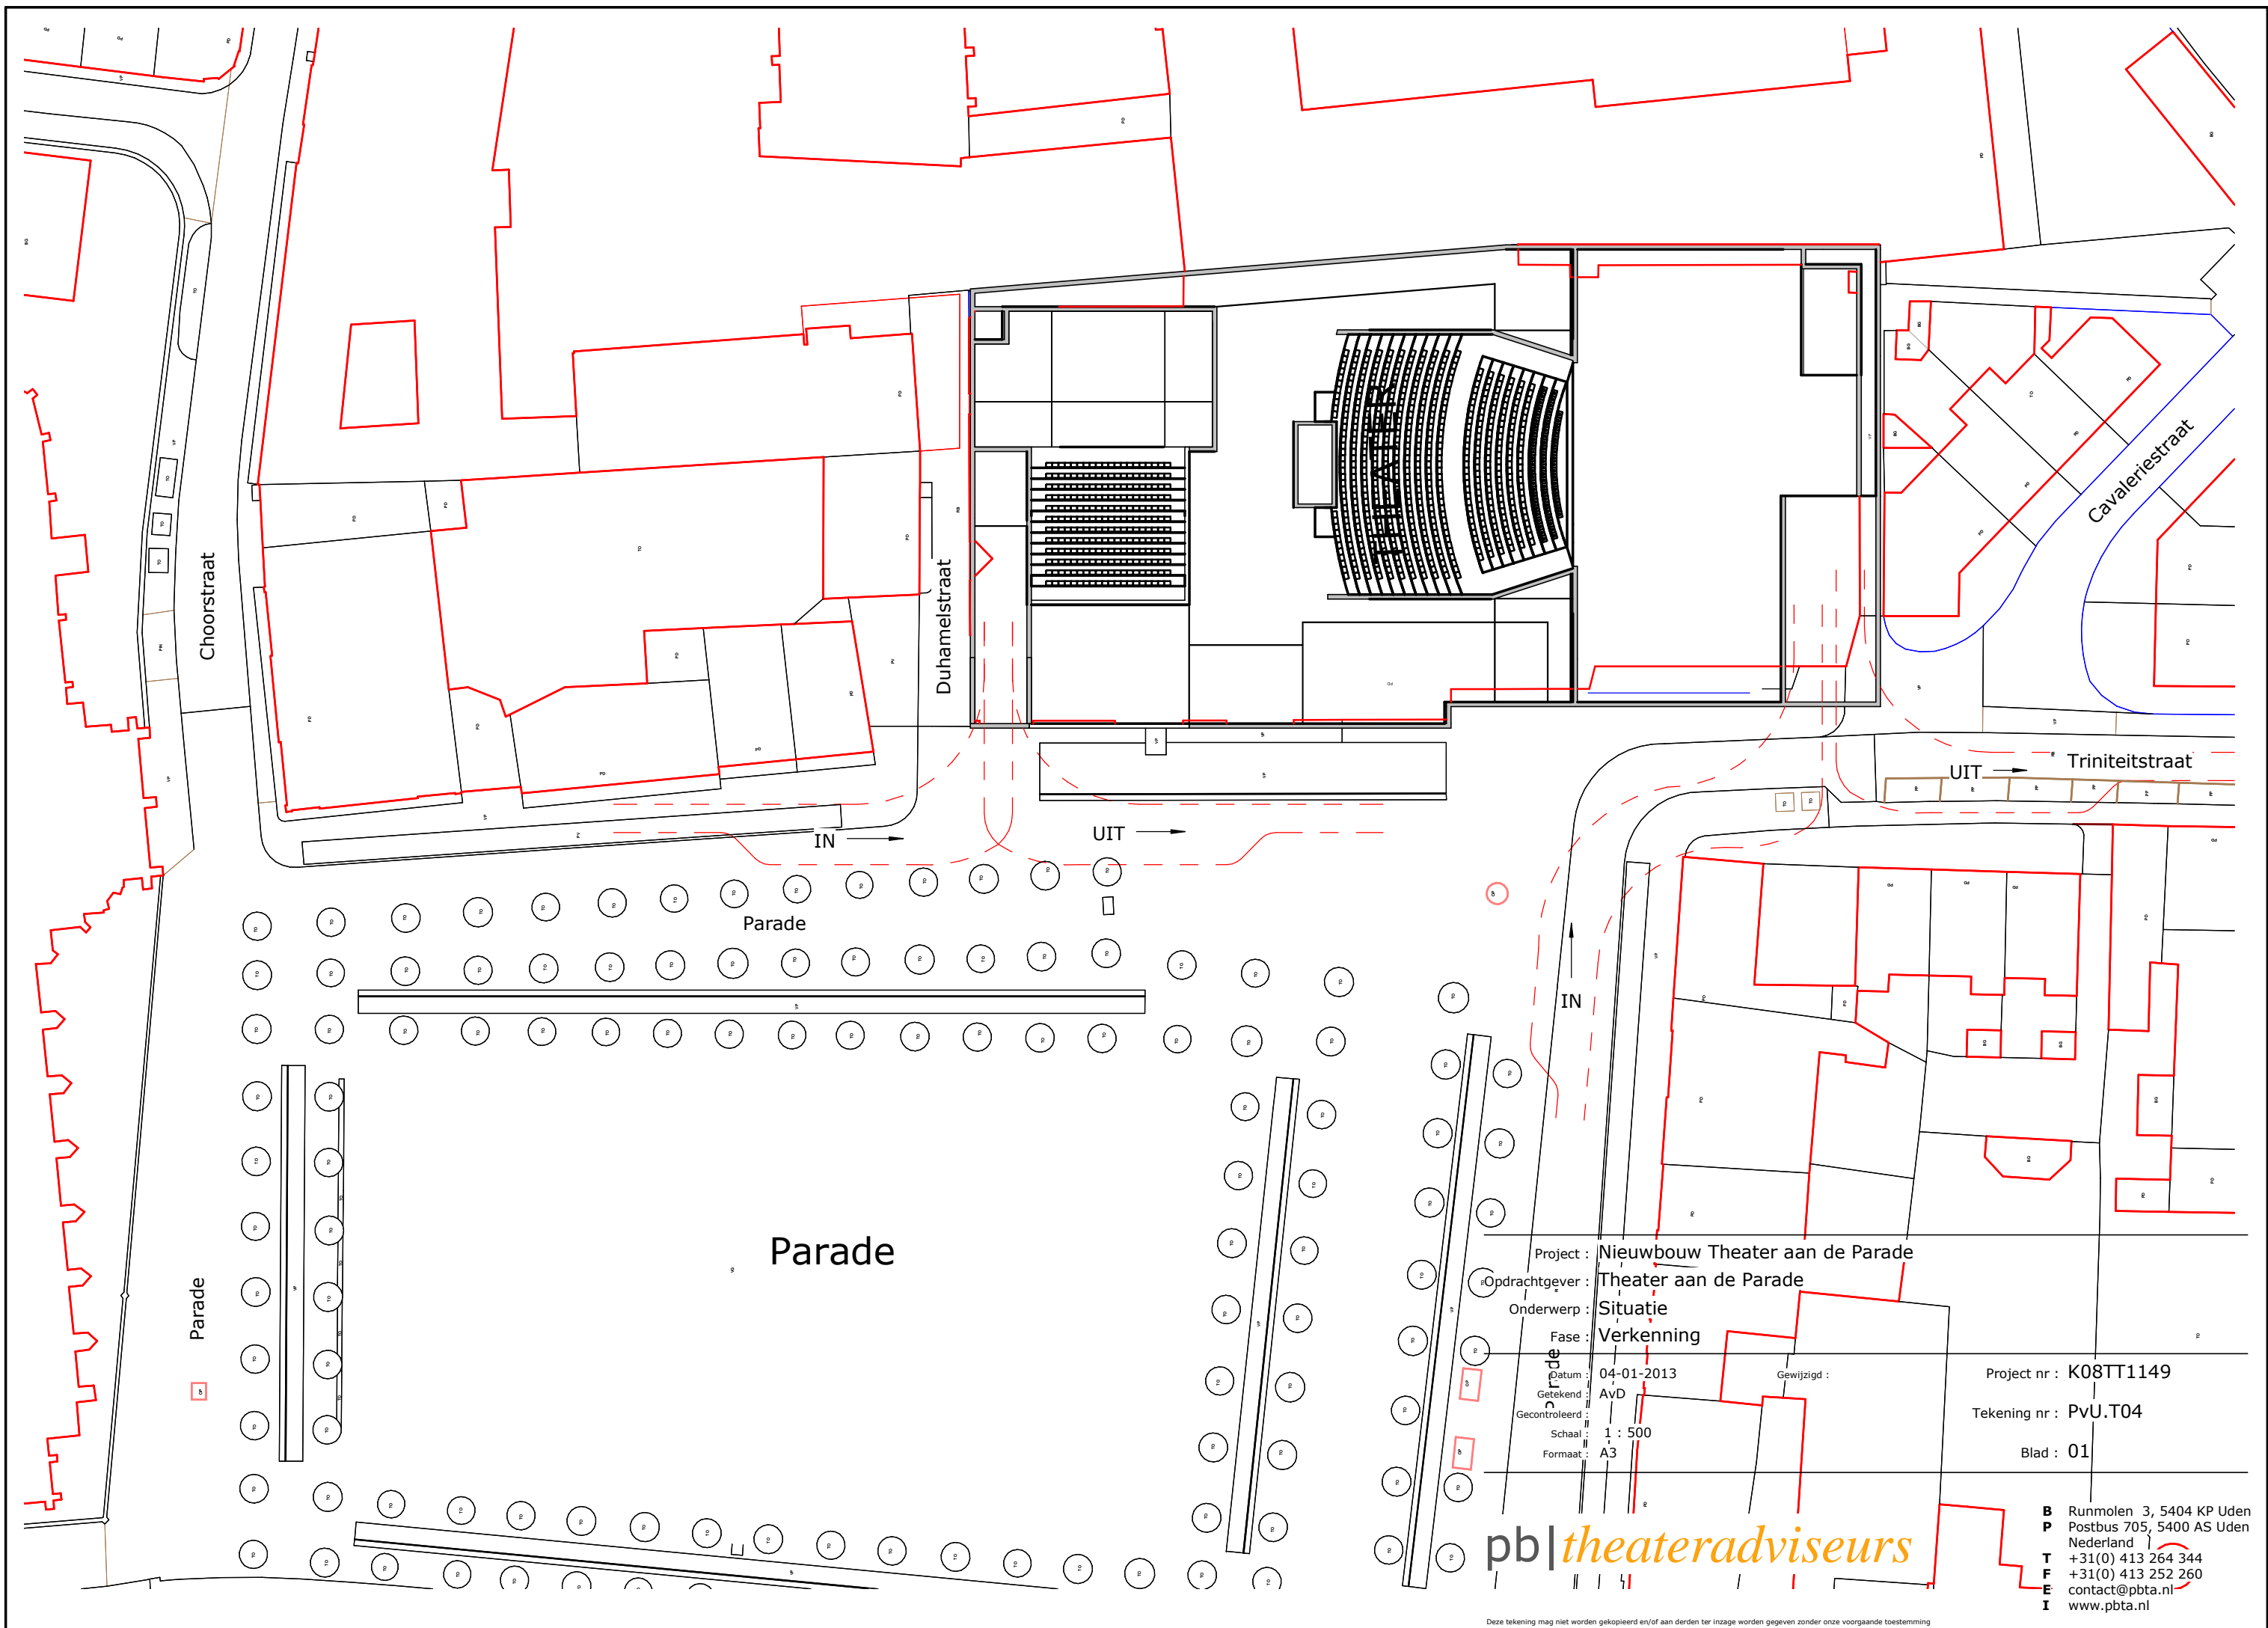 THEATER
Choorstraat
Duhamelstraat
Cavaleriestraat
Triniteitstraat
UIT
IN
UIT
Parade
IN
Parade
Parade
Parade
Project : Nieuwbouw Theater aan de Parade
Opdrachtgever : Theater aan de Parade
Onderwerp : Situatie
Fase : Verkenning
Datum : 04-01-2013
Gewijzigd :
Getekend : AvD
Gecontroleerd :
Schaal : 1 : 500
Formaat : A3
Project nr : K08TT1149
Tekening nr : PvU.T04
Blad : 01
pb|theateradviseurs
B Runmolen 3, 5404 KP Uden
P Postbus 705, 5400 AS Uden
Nederland
T +31(0) 413 264 344
F +31(0) 413 252 260
E contact@pbta.nl
I www.pbta.nl
Deze tekening mag niet worden gekopieerd en/of aan derden ter inzage worden gegeven zonder onze voorgaande toestemming